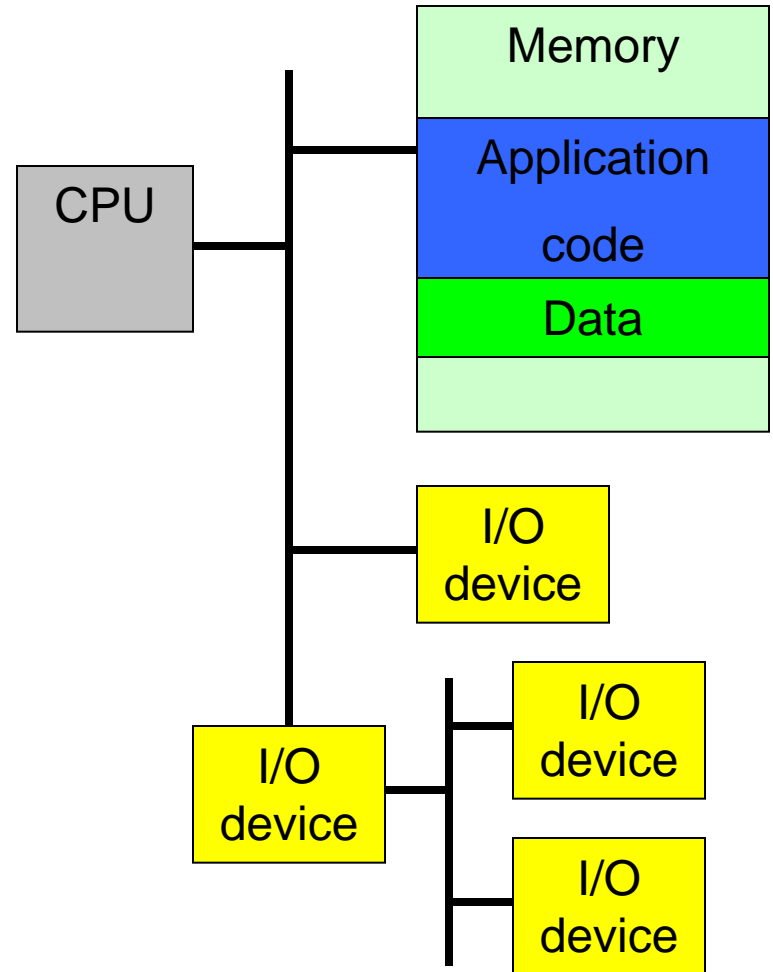 Memory
Application
code
Data
CPU
I/O
device
I/O
device
I/O
device
I/O
device